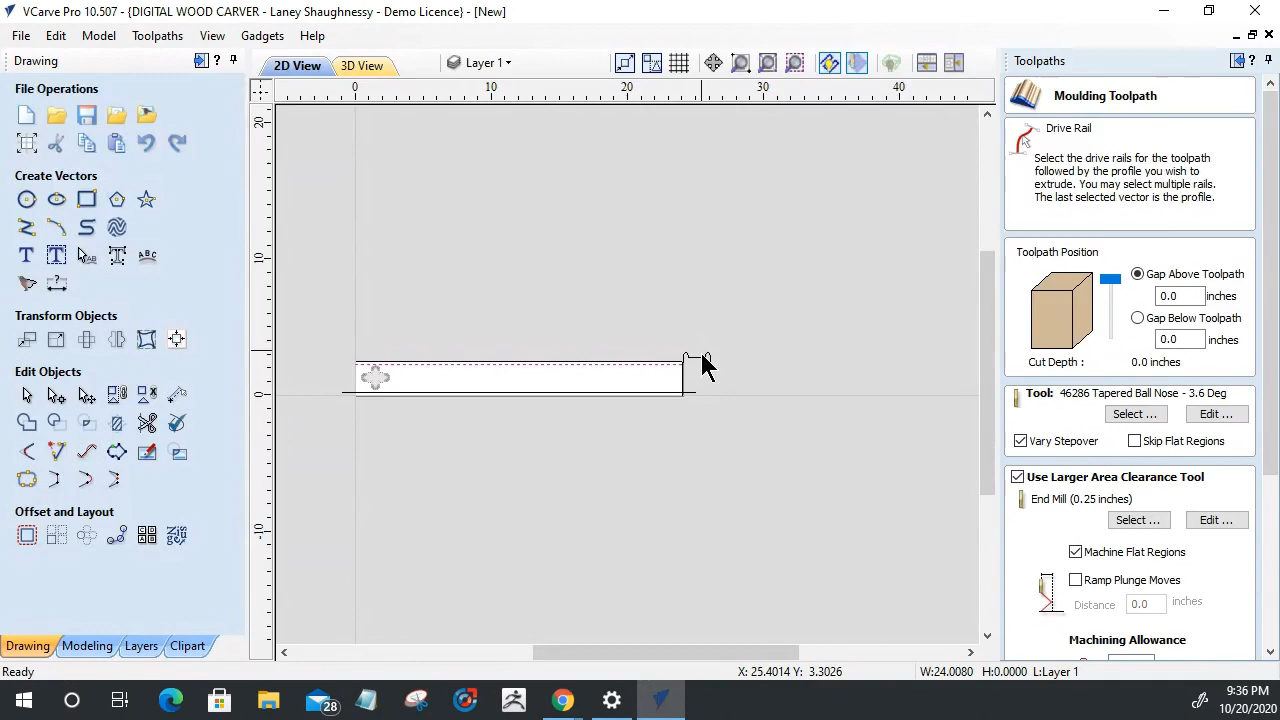 VCarve Pro 10.507 - {DIGITAL WOOD CARVER - Laney Shaughnessy - Demo Licence} - [New]
File Edit Model Toolpaths View Gadgets Help
Drawing
File Operations
Create Vectors
Transform Objects
Edit Objects
Offset and Layout
Drawing Modeling Layers Clipart
Ready
2D View 3D View Layer 1
0 10 20 30 40
20
10
0
-10
X: 25.4014 Y: 3.3026
W:24.0080 H:0.0000 L:Layer 1
Toolpaths
Moulding Toolpath
Drive Rail
Select the drive rails for the toolpath
followed by the profile you wish to
extrude. You may select multiple rails.
The last selected vector is the profile.
Toolpath Position
Gap Above Toolpath
0.0 inches
Gap Below Toolpath
0.0 inches
Cut Depth : 0.0 inches
Tool: 46286 Tapered Ball Nose - 3.6 Deg
Select ... Edit ...
Vary Stepover Skip Flat Regions
Use Larger Area Clearance Tool
End Mill (0.25 inches)
Select ... Edit ...
Machine Flat Regions
Ramp Plunge Moves
Distance 0.0 inches
Machining Allowance
28
9:36 PM
10/20/2020